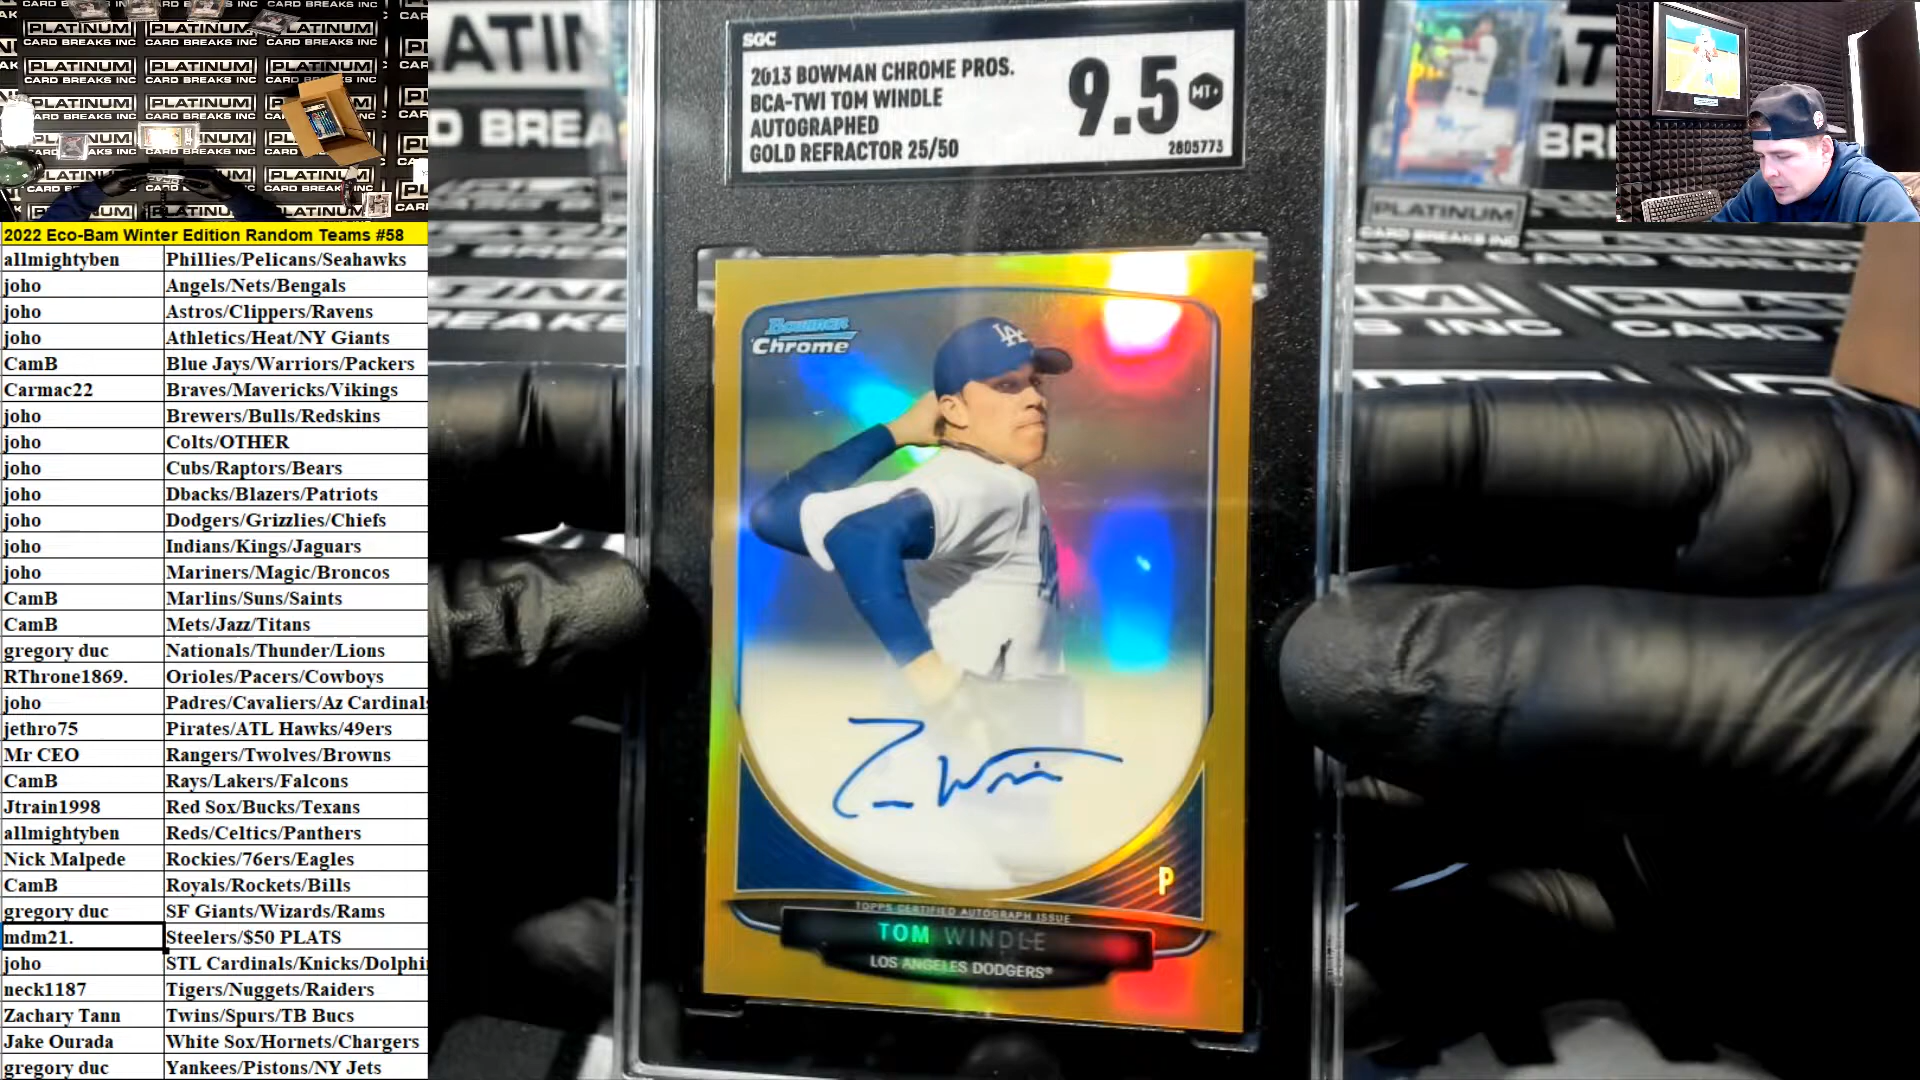 SGC
2013 BOWMAN CHROME PROS.
BCA-TWI TOM WINDLE
AUTOGRAPHED
GOLD REFRACTOR 25/50
9.5
MT+
2805773
Bowman
Chrome
P
TOPPS CERTIFIED AUTOGRAPH ISSUE
TOM WINDLE
LOS ANGELES DODGERS
PLATINUM
CARD BREAKS INC
2022 Eco-Bam Winter Edition Random Teams #58
allmightyben Phillies/Pelicans/Seahawks
joho Angels/Nets/Bengals
joho Astros/Clippers/Ravens
joho Athletics/Heat/NY Giants
CamB Blue Jays/Warriors/Packers
Carmac22 Braves/Mavericks/Vikings
joho Brewers/Bulls/Redskins
joho Colts/OTHER
joho Cubs/Raptors/Bears
joho Dbacks/Blazers/Patriots
joho Dodgers/Grizzlies/Chiefs
joho Indians/Kings/Jaguars
joho Mariners/Magic/Broncos
CamB Marlins/Suns/Saints
CamB Mets/Jazz/Titans
gregory duc Nationals/Thunder/Lions
RThrone1869. Orioles/Pacers/Cowboys
joho Padres/Cavaliers/Az Cardinals
jethro75 Pirates/ATL Hawks/49ers
Mr CEO Rangers/Twolves/Browns
CamB Rays/Lakers/Falcons
Jtrain1998 Red Sox/Bucks/Texans
allmightyben Reds/Celtics/Panthers
Nick Malpede Rockies/76ers/Eagles
CamB Royals/Rockets/Bills
gregory duc SF Giants/Wizards/Rams
mdm21. Steelers/$50 PLATS
joho STL Cardinals/Knicks/Dolphi
neck1187 Tigers/Nuggets/Raiders
Zachary Tann Twins/Spurs/TB Bucs
Jake Ourada White Sox/Hornets/Chargers
gregory duc Yankees/Pistons/NY Jets